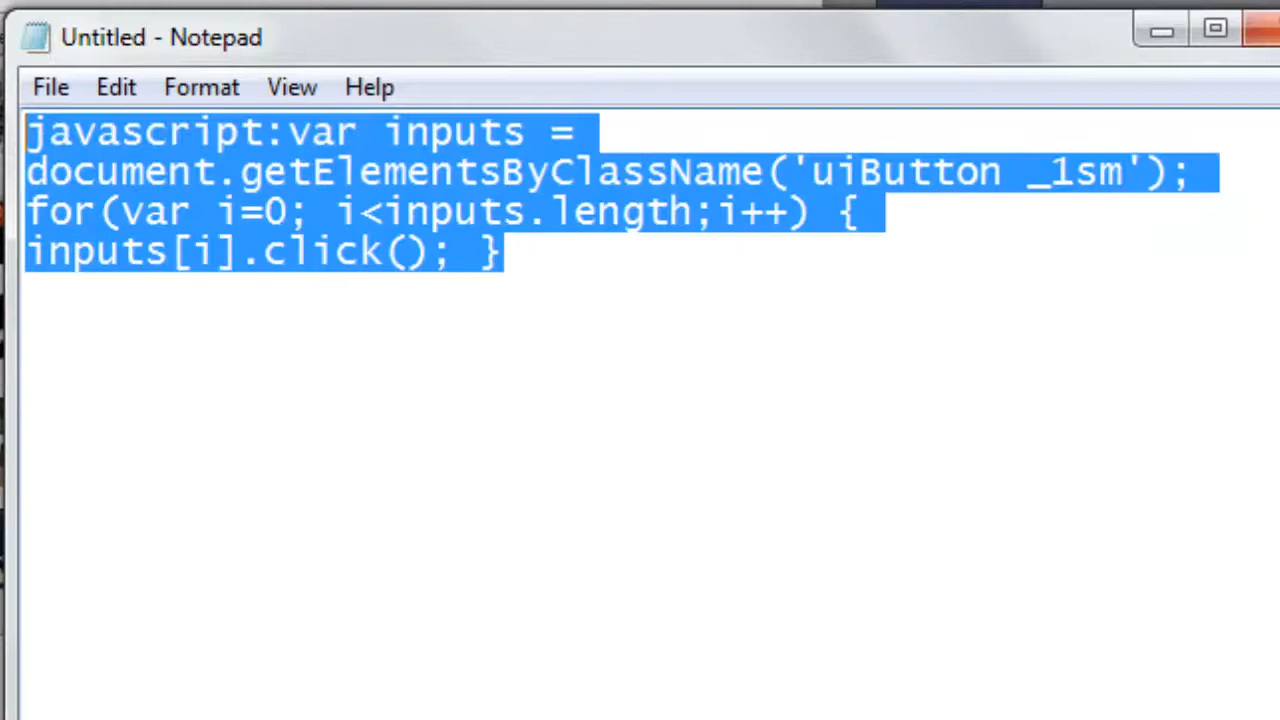 Untitled - Notepad
File Edit Format View Help
javascript:var inputs =
document.getElementsByClassName('uiButton _1sm');
for(var i=0; i<inputs.length;i++) {
inputs[i].click(); }